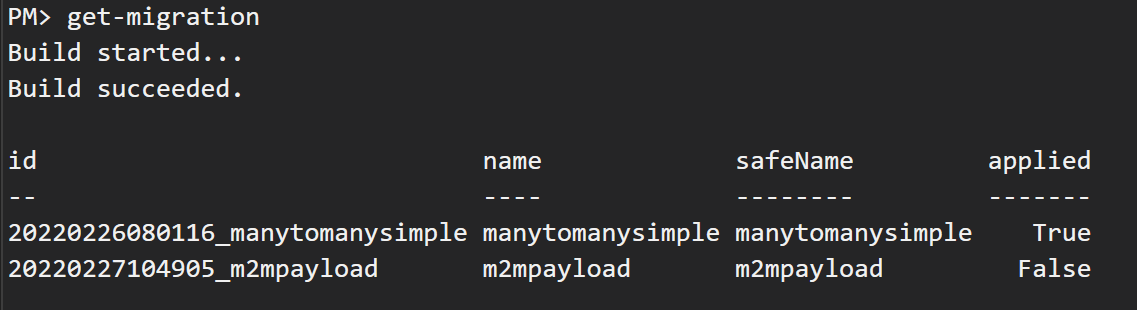 PM> get-migration
Build started...
Build succeeded.
id name safeName applied
-- ---- -------- -------
20220226080116_manytomanysimple manytomanysimple manytomanysimple True
20220227104905_m2mpayload m2mpayload m2mpayload False